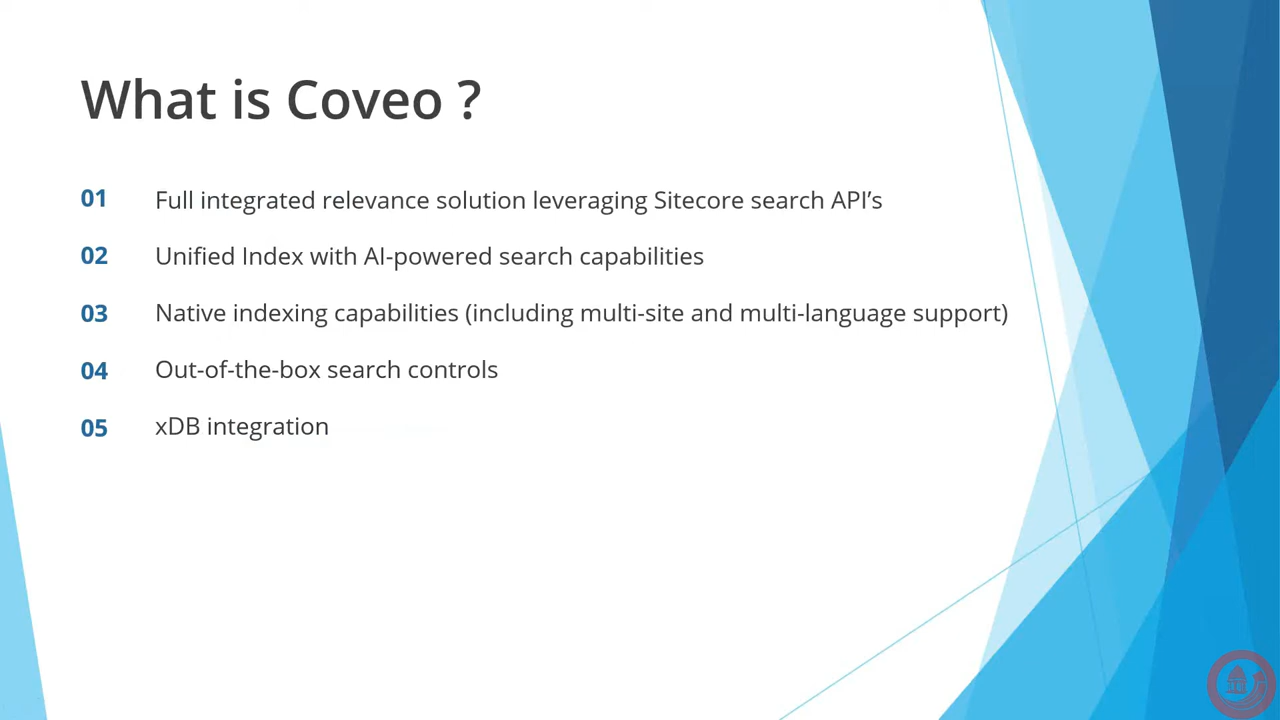 What is Coveo ?
01 Full integrated relevance solution leveraging Sitecore search API’s
02 Unified Index with AI-powered search capabilities
03 Native indexing capabilities (including multi-site and multi-language support)
04 Out-of-the-box search controls
05 xDB integration